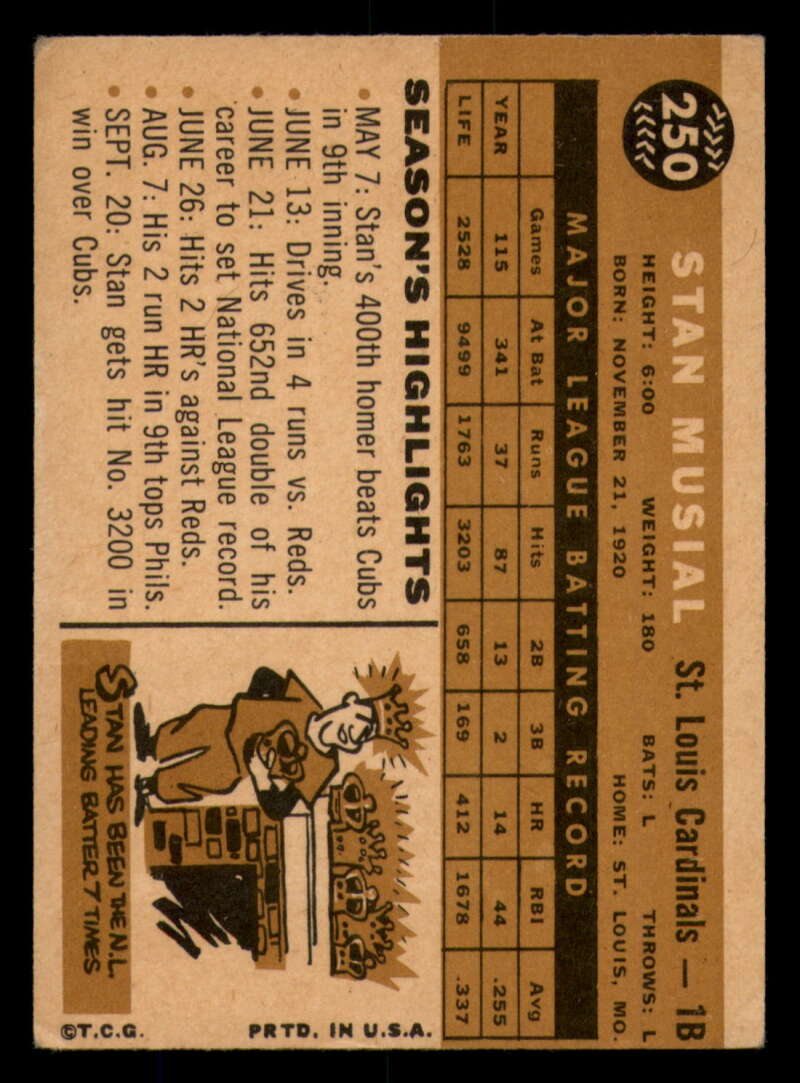 250
STAN MUSIAL St. Louis Cardinals — 1B
HEIGHT: 6:00 WEIGHT: 180 BATS: L THROWS: L
BORN: NOVEMBER 21, 1920 HOME: ST. LOUIS, MO.
MAJOR LEAGUE BATTING RECORD
Games At Bat Runs Hits 2B 3B HR RBI Avg
YEAR 115 341 37 87 13 2 14 44 .255
LIFE 2528 9499 1763 3203 658 169 412 1678 .337
SEASON'S HIGHLIGHTS
• MAY 7: Stan's 400th homer beats Cubs
in 9th inning.
• JUNE 13: Drives in 4 runs vs. Reds.
• JUNE 21: Hits 652nd double of his
career to set National League record.
• JUNE 26: Hits 2 HR's against Reds.
• AUG. 7: His 2 run HR in 9th tops Phils.
• SEPT. 20: Stan gets hit No. 3200 in
win over Cubs.
STAN HAS BEEN THE N.L.
LEADING BATTER 7 TIMES
©T.C.G. PRTD. IN U.S.A.